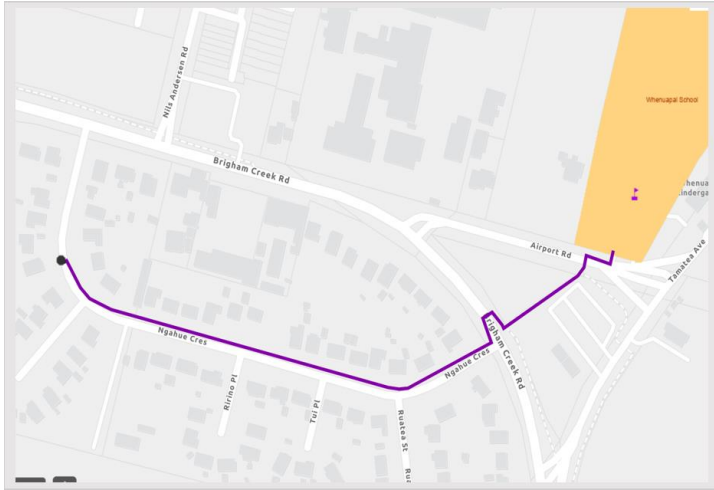 Nils Andersen Rd
Whenuapai School
Brigham Creek Rd
Airport Rd
Tamatea Ave
Brigham Creek Rd
Ngahue Cres
Ngahue Cres
Ririno Pl
Tui Pl
Ruatea St